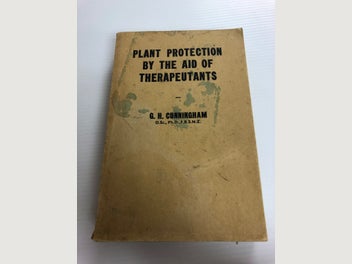 PLANT PROTECTION
BY THE AID OF
THERAPEUTANTS
G. H. CUNNINGHAM